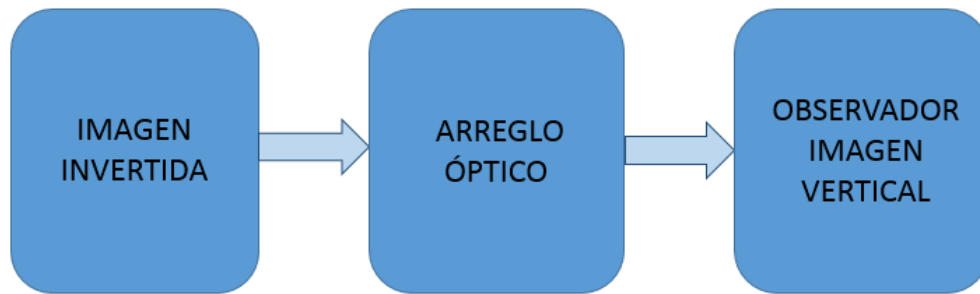 IMAGEN
INVERTIDA
ARREGLO
ÓPTICO
OBSERVADOR
IMAGEN
VERTICAL